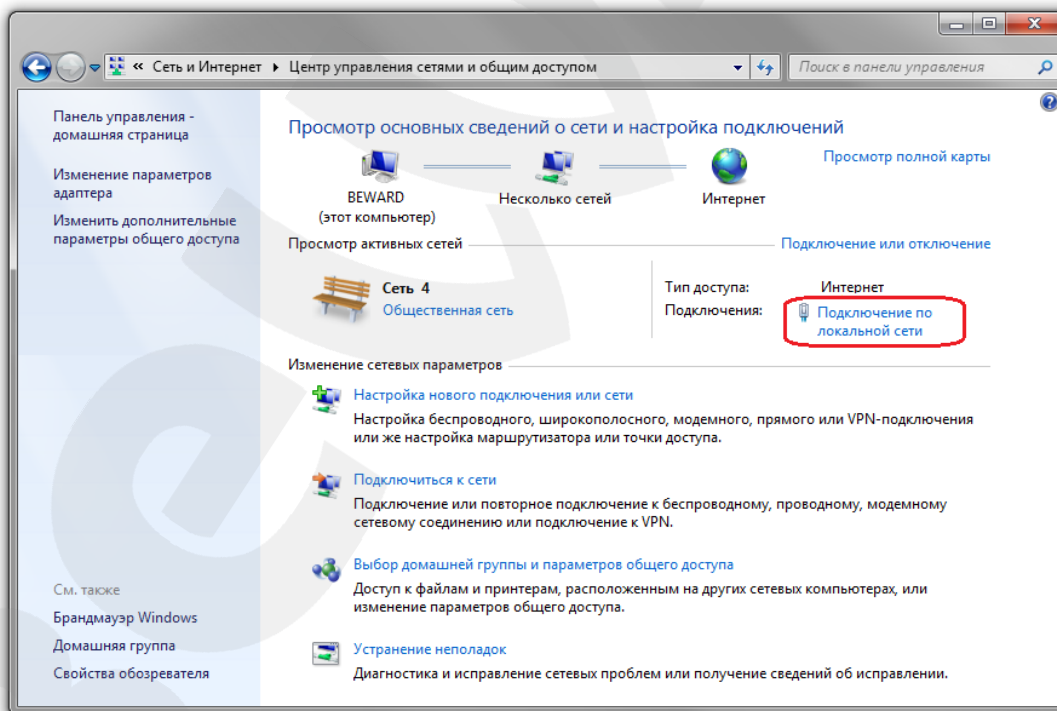 « Сеть и Интернет ▸ Центр управления сетями и общим доступом
Поиск в панели управления
Панель управления -
домашняя страница
Изменение параметров
адаптера
Изменить дополнительные
параметры общего доступа
См. также
Брандмауэр Windows
Домашняя группа
Свойства обозревателя
Просмотр основных сведений о сети и настройка подключений
Просмотр полной карты
BEWARD
(этот компьютер)
Несколько сетей
Интернет
Просмотр активных сетей
Подключение или отключение
Сеть 4
Общественная сеть
Тип доступа: Интернет
Подключения: Подключение по
локальной сети
Изменение сетевых параметров
Настройка нового подключения или сети
Настройка беспроводного, широкополосного, модемного, прямого или VPN-подключения
или же настройка маршрутизатора или точки доступа.
Подключиться к сети
Подключение или повторное подключение к беспроводному, проводному, модемному
сетевому соединению или подключение к VPN.
Выбор домашней группы и параметров общего доступа
Доступ к файлам и принтерам, расположенным на других сетевых компьютерах, или
изменение параметров общего доступа.
Устранение неполадок
Диагностика и исправление сетевых проблем или получение сведений об исправлении.